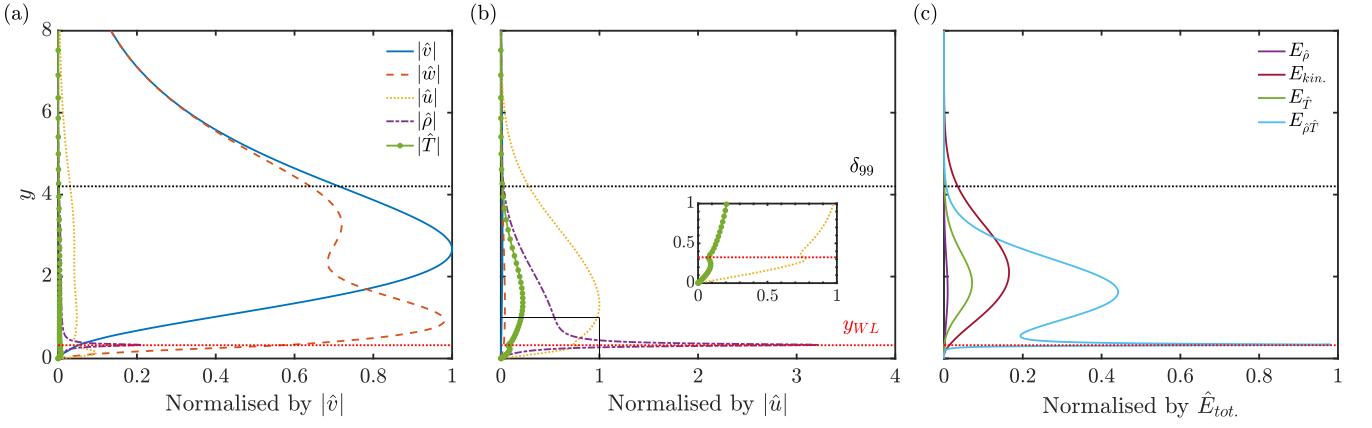 (a)
8
6
4
2
0
y
|v̂|
|ŵ|
|û|
|ρ̂|
|T̂|
0 0.2 0.4 0.6 0.8 1
Normalised by |v̂|
(b)
δ99
1
0.5
0
0 0.5 1
yWL
0 1 2 3 4
Normalised by |û|
(c)
Eρ̂
Ekin.
ET̂
Eρ̂T̂
0 0.2 0.4 0.6 0.8 1
Normalised by Êtot.